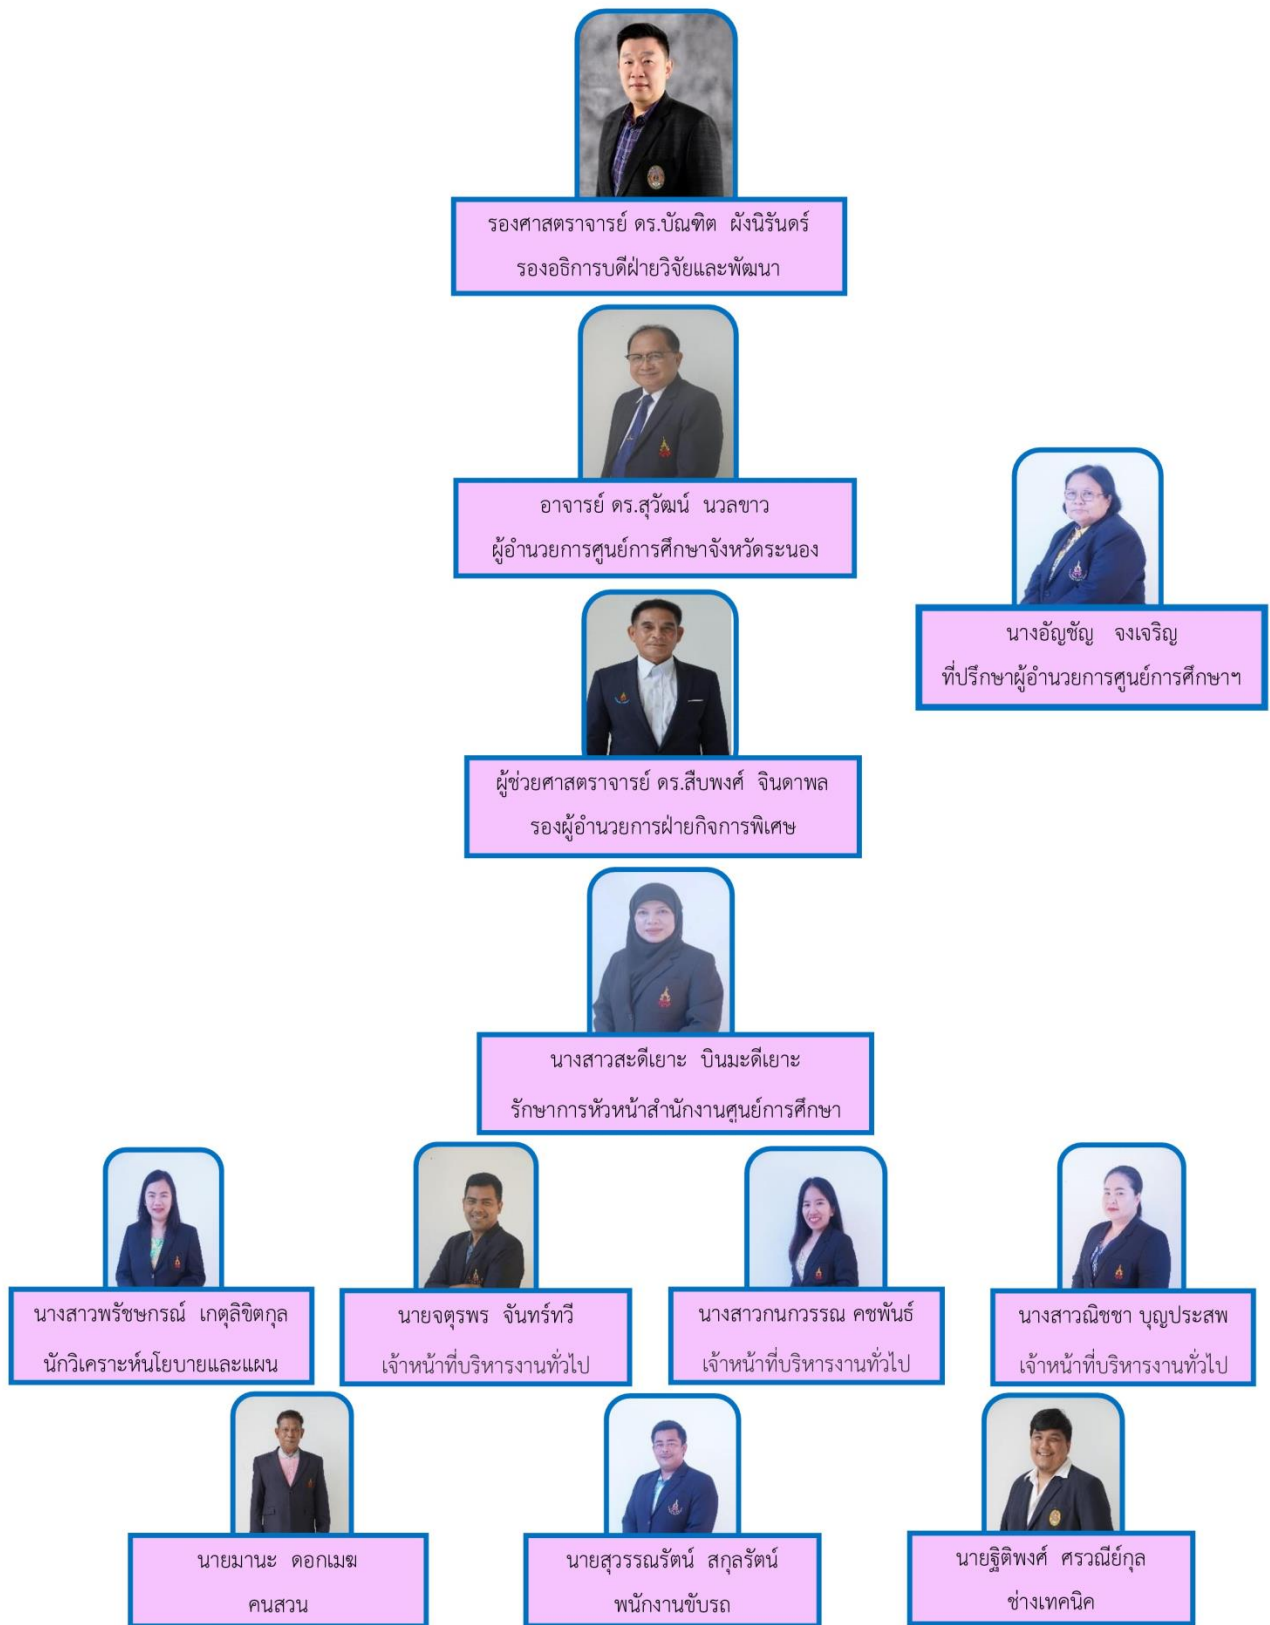 รองศาสตราจารย์ ดร.บัณฑิต ผังนิรันดร์
รองอธิการบดีฝ่ายวิจัยและพัฒนา
อาจารย์ ดร.สุวัฒน์ นวลขาว
ผู้อำนวยการศูนย์การศึกษาจังหวัดระนอง
นางอัญชัญ จงเจริญ
ที่ปรึกษาผู้อำนวยการศูนย์การศึกษาฯ
ผู้ช่วยศาสตราจารย์ ดร.สืบพงศ์ จินดาพล
รองผู้อำนวยการฝ่ายกิจการพิเศษ
นางสาวสะดีเยาะ บินมะดีเยาะ
รักษาการหัวหน้าสำนักงานศูนย์การศึกษา
นางสาวพรัชษกรณ์ เกตุลิขิตกุล
นักวิเคราะห์นโยบายและแผน
นายจตุรพร จันทร์ทวี
เจ้าหน้าที่บริหารงานทั่วไป
นางสาวกนกวรรณ คชพันธ์
เจ้าหน้าที่บริหารงานทั่วไป
นางสาวณิชชา บุญประสพ
เจ้าหน้าที่บริหารงานทั่วไป
นายมานะ ดอกเมฆ
คนสวน
นายสุวรรณรัตน์ สกุลรัตน์
พนักงานขับรถ
นายฐิติพงศ์ ศรวณีย์กุล
ช่างเทคนิค